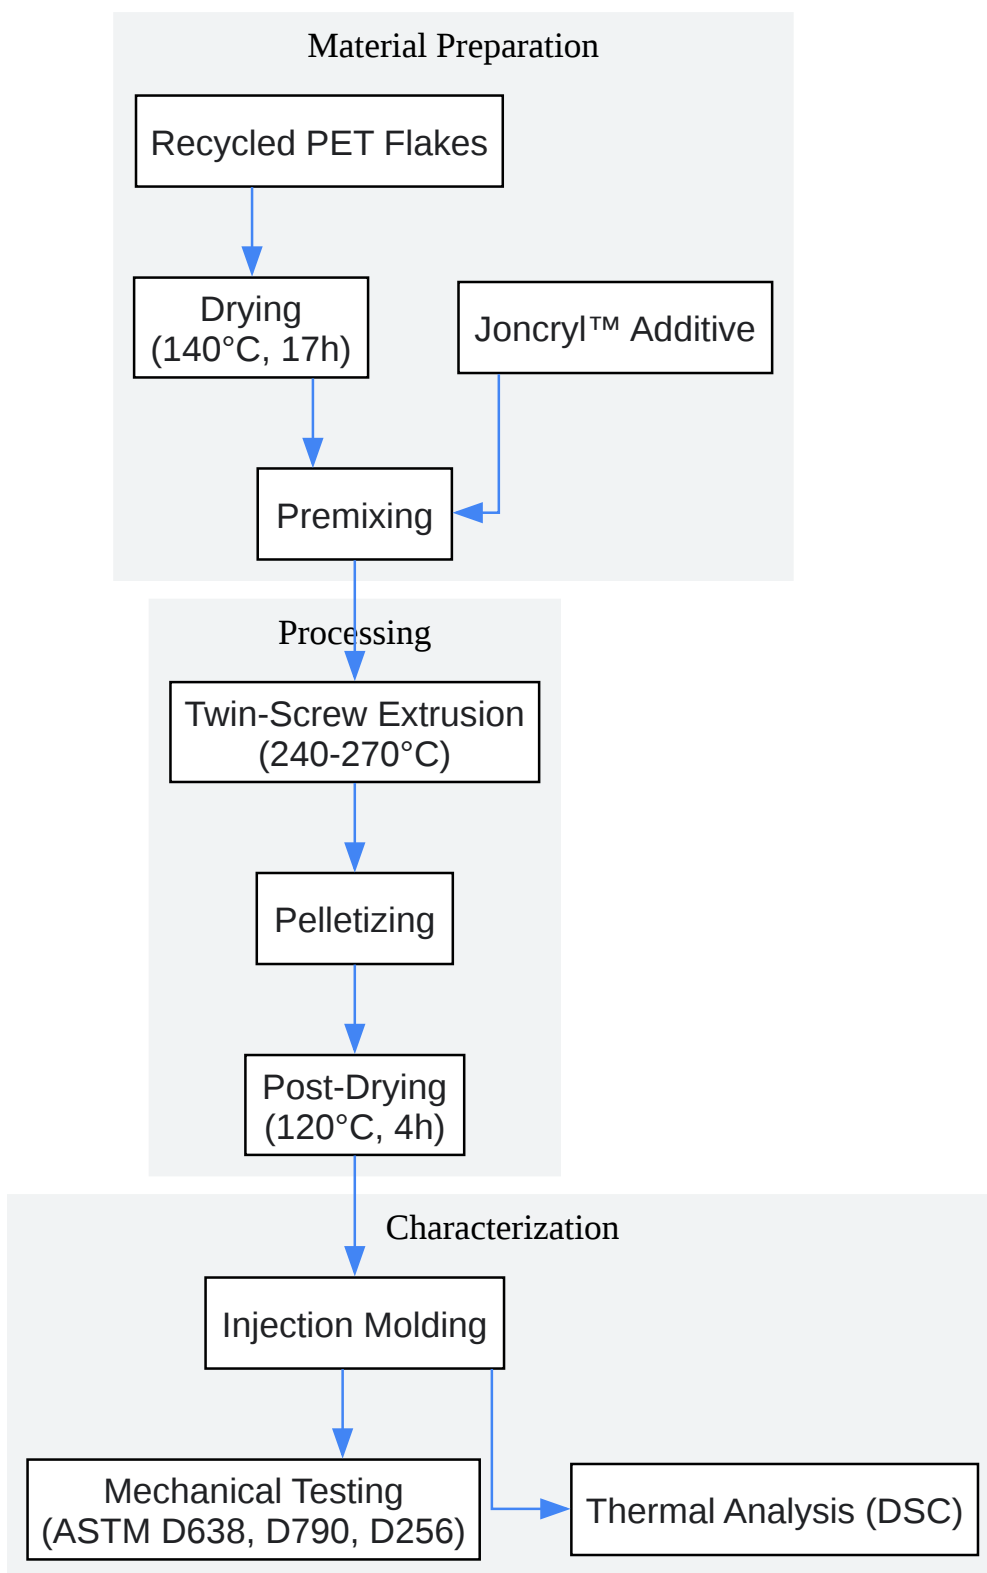 Material Preparation
Recycled PET Flakes
Drying
(140°C, 17h)
Joncryl™ Additive
Premixing
Processing
Twin-Screw Extrusion
(240-270°C)
Pelletizing
Post-Drying
(120°C, 4h)
Characterization
Injection Molding
Mechanical Testing
(ASTM D638, D790, D256)
Thermal Analysis (DSC)